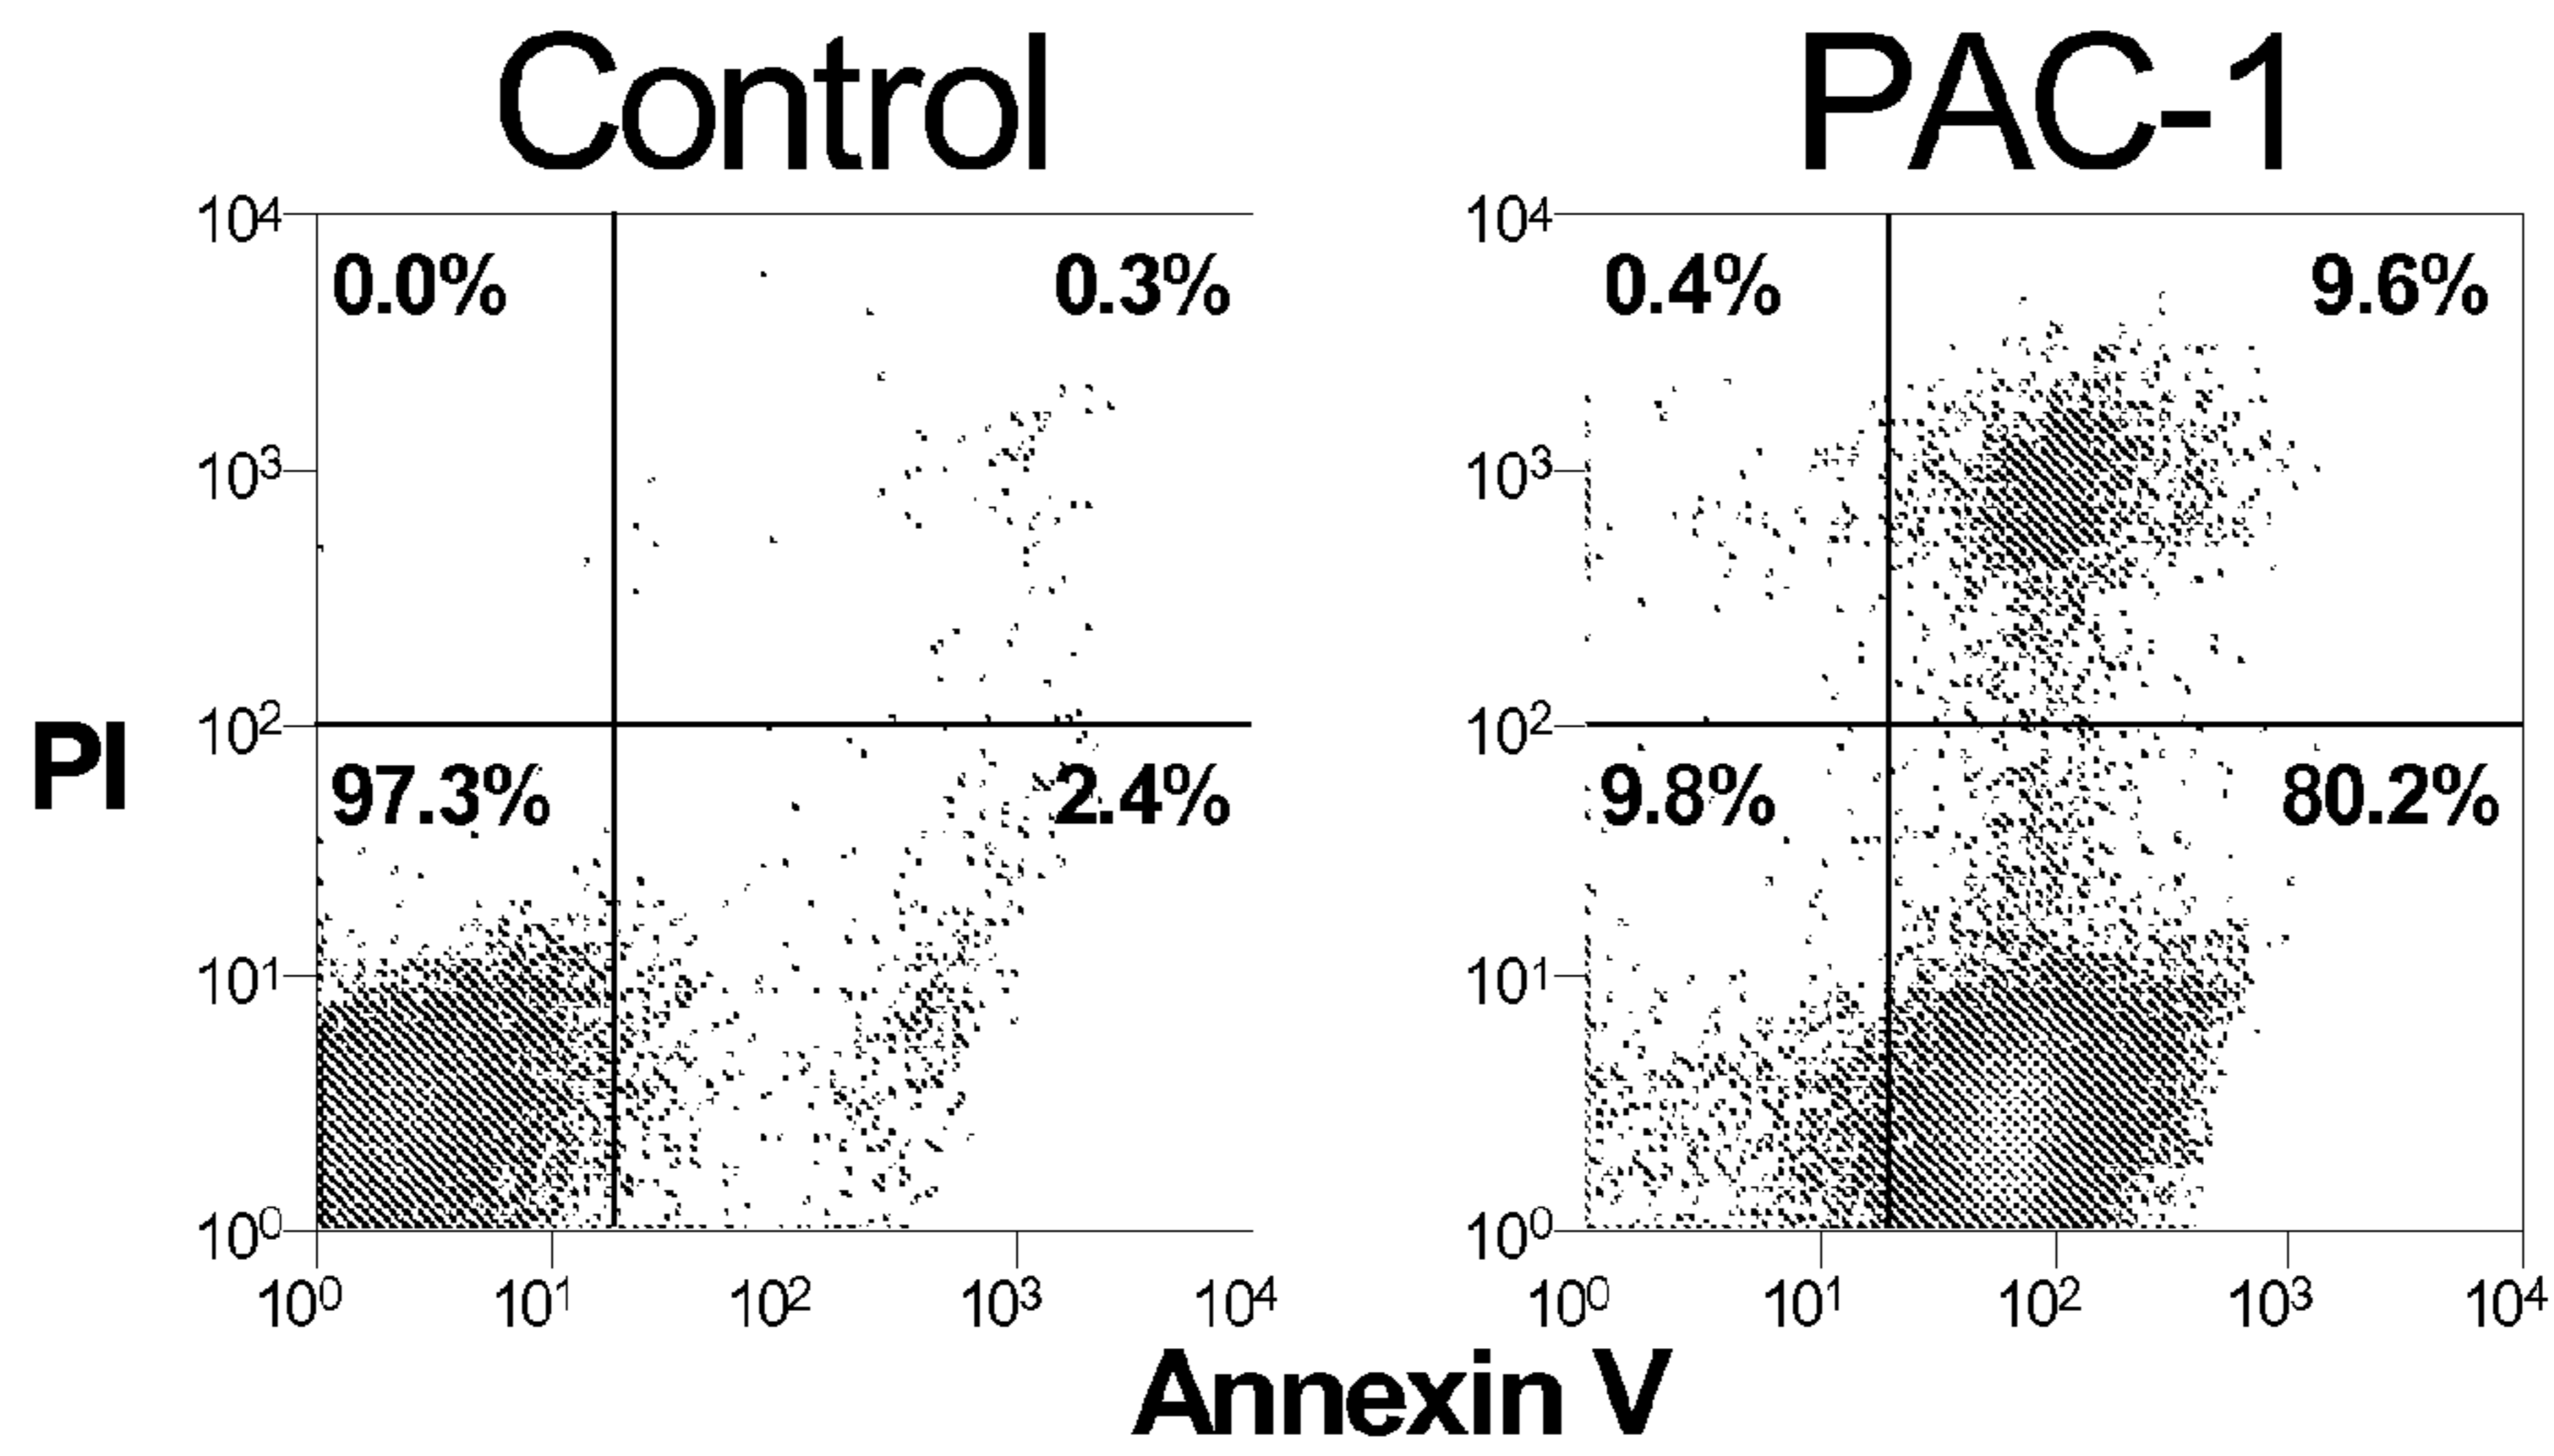 Control PAC-1
10⁴ 10⁴
0.0% 0.3% 0.4% 9.6%
10³ 10³
PI 10² 10²
97.3% 2.4% 9.8% 80.2%
10¹ 10¹
10⁰ 10⁰
10⁰ 10¹ 10² 10³ 10⁴ 10⁰ 10¹ 10² 10³ 10⁴
Annexin V